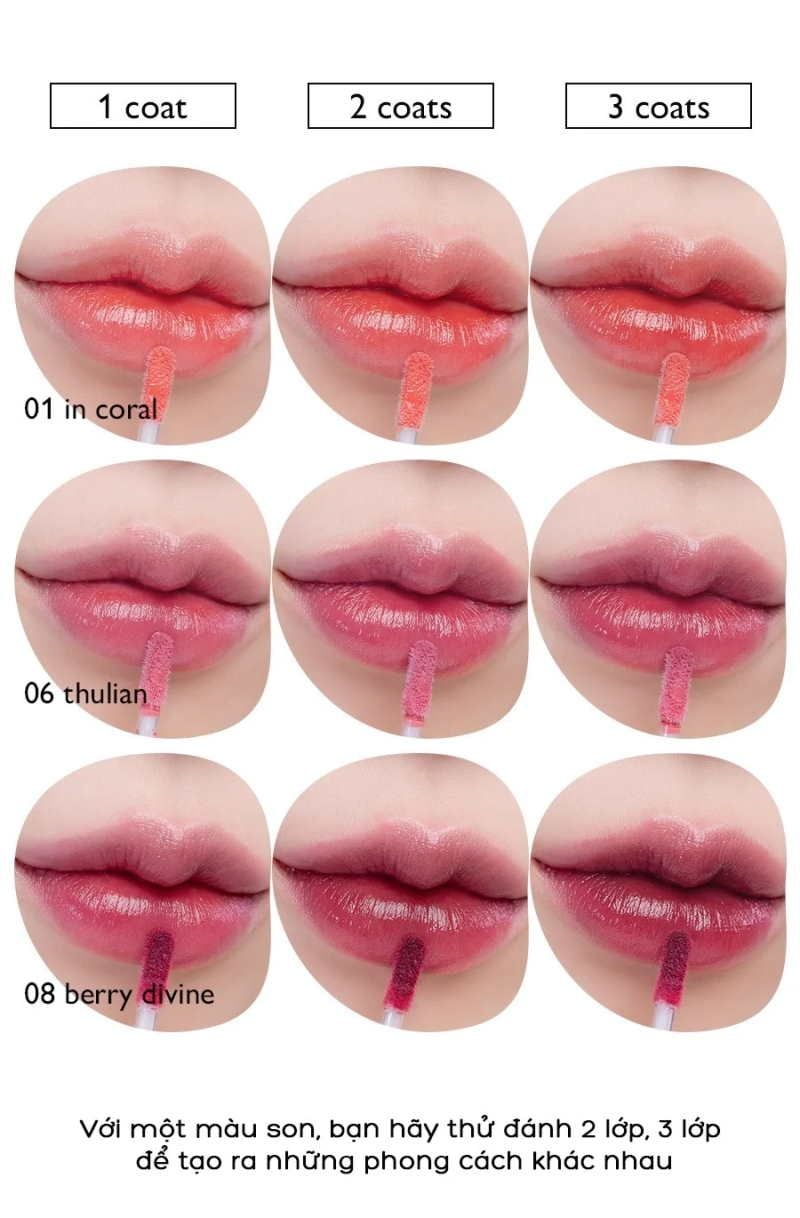 1 coat
2 coats
3 coats
01 in coral
06 thulian
08 berry divine
Với một màu son, bạn hãy thử đánh 2 lớp, 3 lớp
để tạo ra những phong cách khác nhau